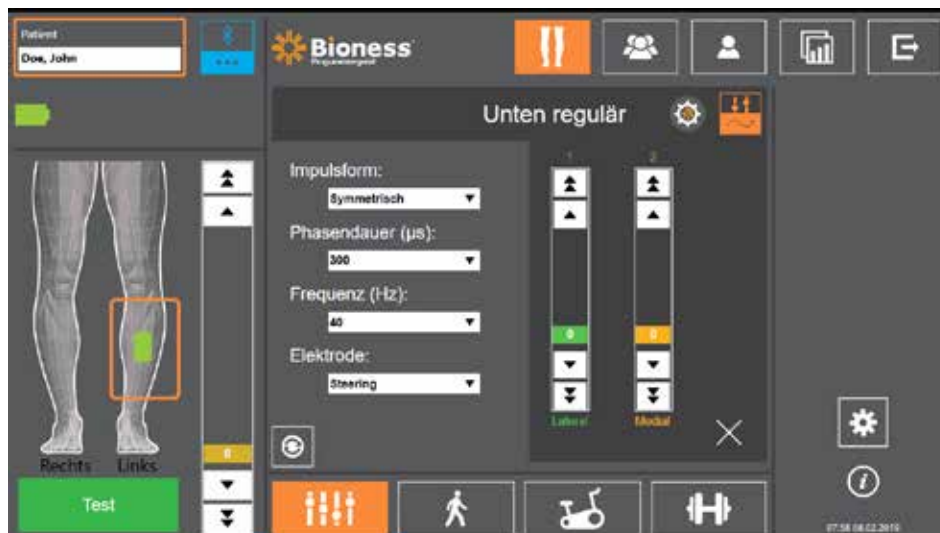 Patient
Doe, John
Bioness
Unten regulär
Impulsform:
Symmetrisch
Phasendauer (µs):
300
Frequenz (Hz):
40
Elektrode:
Steering
1
2
0
0
Lateral
Medial
0
Rechts
Links
Test
07:58 08.02.2019